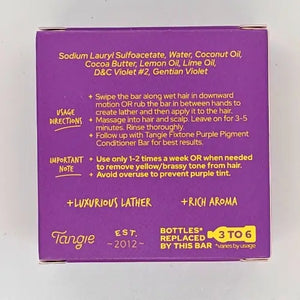 Sodium Lauryl Sulfoacetate, Water, Coconut Oil,
Cocoa Butter, Lemon Oil, Lime Oil,
D&C Violet #2, Gentian Violet
USAGE
DIRECTIONS
+ Swipe the bar along wet hair in downward
motion OR rub the bar in between hands to
create lather and then apply it to the hair.
+ Massage into hair and scalp. Leave on for 3-5
minutes. Rinse thoroughly.
+ Follow up with Tangie Fixtone Purple Pigment
Conditioner Bar for best results.
IMPORTANT
NOTE
+ Use only 1-2 times a week OR when needed
to remove yellow/brassy tone from hair.
+ Avoid overuse to prevent purple tint.
+LUXURIOUS LATHER
+RICH AROMA
Tangie
EST.
~2012~
BOTTLES*
REPLACED
BY THIS BAR
3 TO 6
*varies by usage